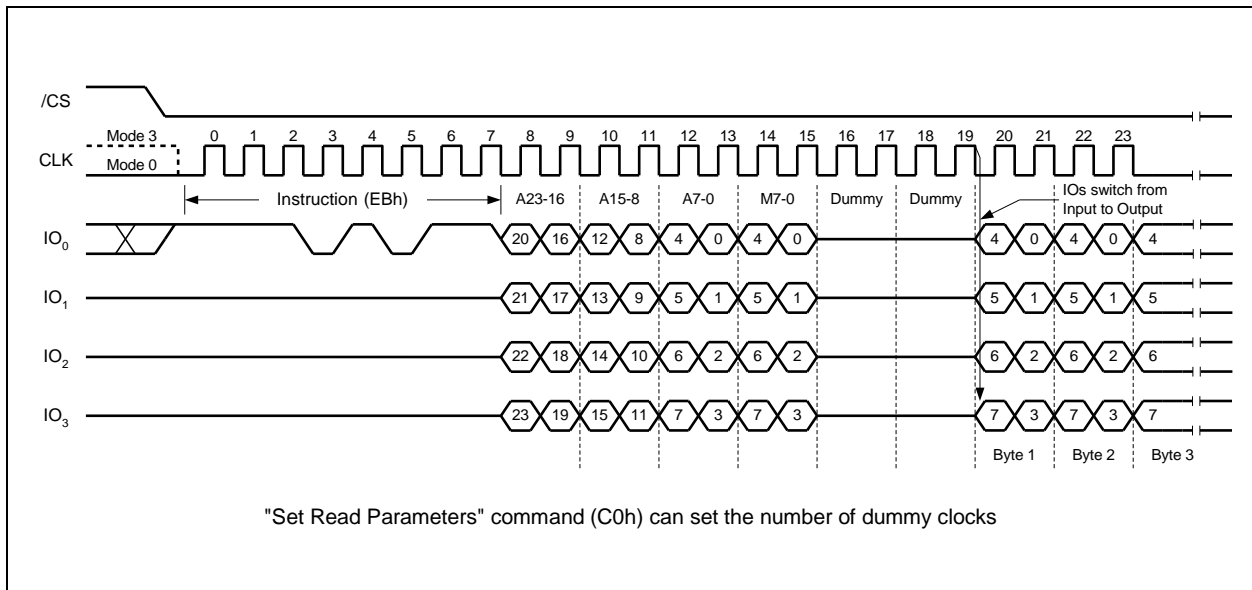 /CS
Mode 3 0 1 2 3 4 5 6 7 8 9 10 11 12 13 14 15 16 17 18 19 20 21 22 23
CLK
Mode 0
Instruction (EBh) A23-16 A15-8 A7-0 M7-0 Dummy Dummy
IOs switch from
Input to Output
IO0 20 16 12 8 4 0 4 0 4 0 4 0 4
IO1 21 17 13 9 5 1 5 1 5 1 5 1 5
IO2 22 18 14 10 6 2 6 2 6 2 6 2 6
IO3 23 19 15 11 7 3 7 3 7 3 7 3 7
Byte 1 Byte 2 Byte 3
"Set Read Parameters" command (C0h) can set the number of dummy clocks